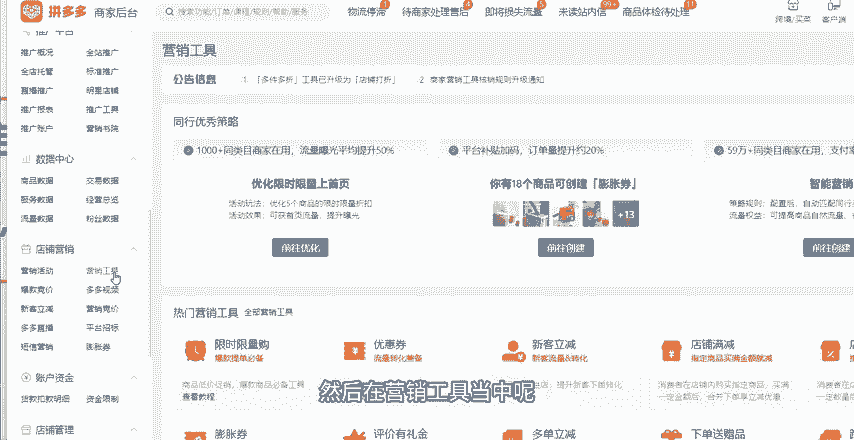 拼多多 商家后台
搜索功能/订单/课程/规则/帮助/服务
物流停滞 1
待商家处理售后 4
即将损失流量 5
未读站内信 99+
商品体检待处理 11
跨境/买菜
客户端
推广平台
推广概况 全站推广
全店托管 标准推广
直播推广 明星店铺
推广报表 推广工具
推广账户 营销书院
数据中心
商品数据 交易数据
服务数据 经营总览
流量数据 粉丝数据
店铺营销
营销活动 营销工具
爆款竞价 多多视频
新客立减 营销竞价
多多直播 平台招标
短信营销 膨胀券
账户资金
货款扣款明细 资金限制
店铺管理
营销工具
公告信息 1 「多件多折」工具已升级为「店铺打折」 2 商家营销工具核销规则升级通知
同行优秀策略
1000+同类目商家在用，流量曝光平均提升50%
平台补贴加码，订单量提升约20%
59万+同类目商家在用，支付
优化限时限量上首页
活动玩法：优化5个商品的限时限量折扣
活动效果：可获首页流量、提升曝光
前往优化
你有18个商品可创建「膨胀券」
+13
前往创建
智能营销
策略规则：配置后，自动匹配同行
流量权益：可提高商品自然流量、
前往创建
热门营销工具 全部营销工具
限时限量购
爆款提单必备
商品低价促销，爆款商品必备工具
查看教程
优惠券
流量转化兼备
新客立减
新客流量&转化
店，提升新客下单转化
店铺满减
指定商品买满金额就减
消费者在店铺内购买指定商品，买满
一定金额后，合并下单享立减优惠
膨胀券
评价有礼金
多单立减
下单送赠品
然后在营销工具当中呢